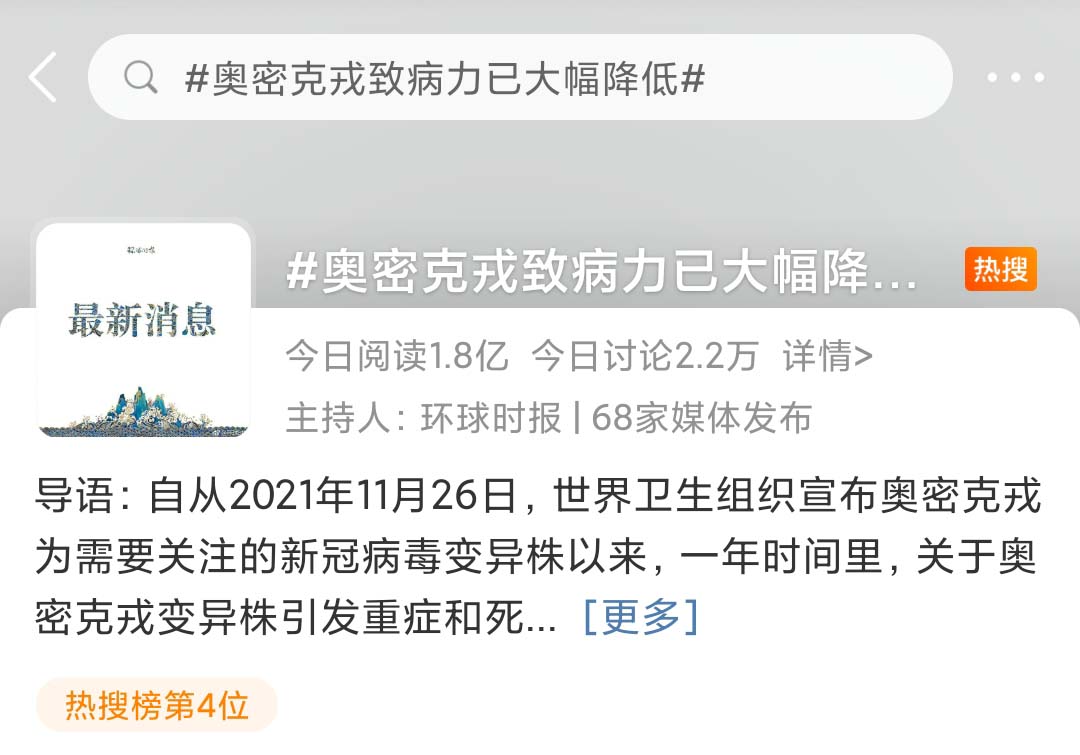 #奥密克戎致病力已大幅降低#
最新消息
#奥密克戎致病力已大幅降... 热搜
今日阅读1.8亿 今日讨论2.2万 详情>
主持人：环球时报 | 68家媒体发布
导语：自从2021年11月26日，世界卫生组织宣布奥密克戎
为需要关注的新冠病毒变异株以来，一年时间里，关于奥
密克戎变异株引发重症和死... [更多]
热搜榜第4位